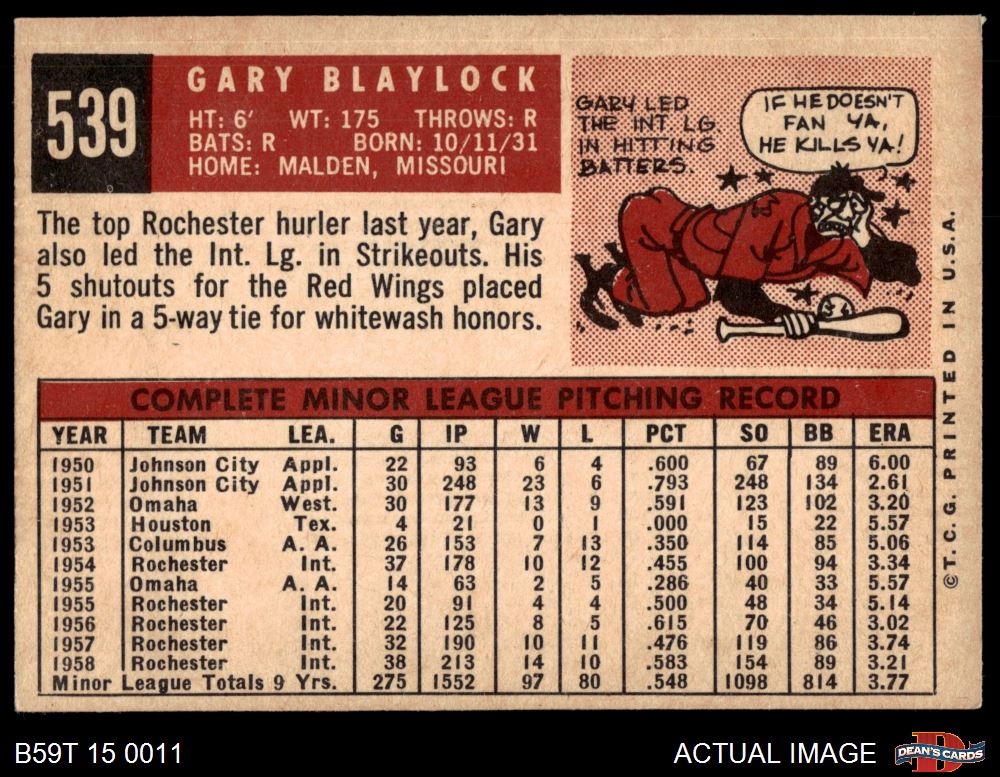 539
GARY BLAYLOCK
HT: 6' WT: 175 THROWS: R
BATS: R BORN: 10/11/31
HOME: MALDEN, MISSOURI
The top Rochester hurler last year, Gary
also led the Int. Lg. in Strikeouts. His
5 shutouts for the Red Wings placed
Gary in a 5-way tie for whitewash honors.
GARY LED
THE INT. LG.
IN HITTING
BATTERS.
IF HE DOESN'T
FAN YA,
HE KILLS YA!
COMPLETE MINOR LEAGUE PITCHING RECORD
YEAR TEAM LEA. G IP W L PCT SO BB ERA
1950 Johnson City Appl. 22 93 6 4 .600 67 89 6.00
1951 Johnson City Appl. 30 248 23 6 .793 248 134 2.61
1952 Omaha West. 30 177 13 9 .591 123 102 3.20
1953 Houston Tex. 4 21 0 1 .000 15 22 5.57
1953 Columbus A. A. 26 153 7 13 .350 114 85 5.06
1954 Rochester Int. 37 178 10 12 .455 100 94 3.34
1955 Omaha A. A. 14 63 2 5 .286 40 33 5.57
1955 Rochester Int. 20 91 4 4 .500 48 34 5.14
1956 Rochester Int. 22 125 8 5 .615 70 46 3.02
1957 Rochester Int. 32 190 10 11 .476 119 86 3.74
1958 Rochester Int. 38 213 14 10 .583 154 89 3.21
Minor League Totals 9 Yrs. 275 1552 97 80 .548 1098 814 3.77
©T. C. G. PRINTED IN U.S.A.
B59T 15 0011
ACTUAL IMAGE
DEAN'S CARDS